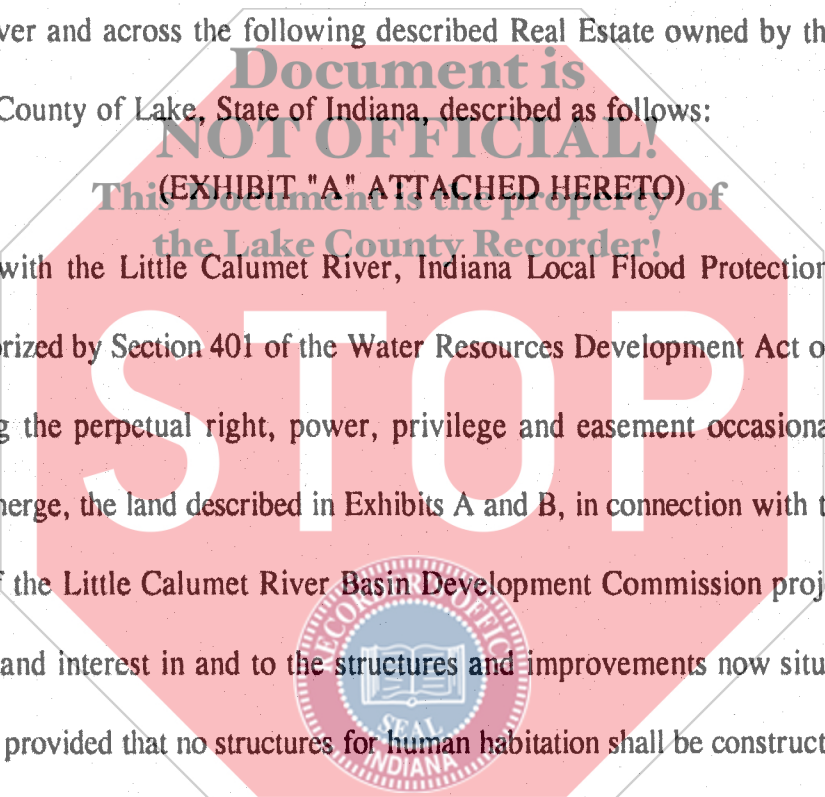 ver and across the following described Real Estate owned by th
Document is
County of Lake, State of Indiana, described as follows:
NOT OFFICIAL!
(EXHIBIT "A" ATTACHED HERETO)
This Document is the property of
the Lake County Recorder!
with the Little Calumet River, Indiana Local Flood Protection
rized by Section 401 of the Water Resources Development Act o
STOP
g the perpetual right, power, privilege and easement occasiona
erge, the land described in Exhibits A and B, in connection with t
f the Little Calumet River Basin Development Commission proj
RECORDER'S OFFIC
and interest in and to the structures and improvements now situ
SEAL
provided that no structures for human habitation shall be construct
INDIANA